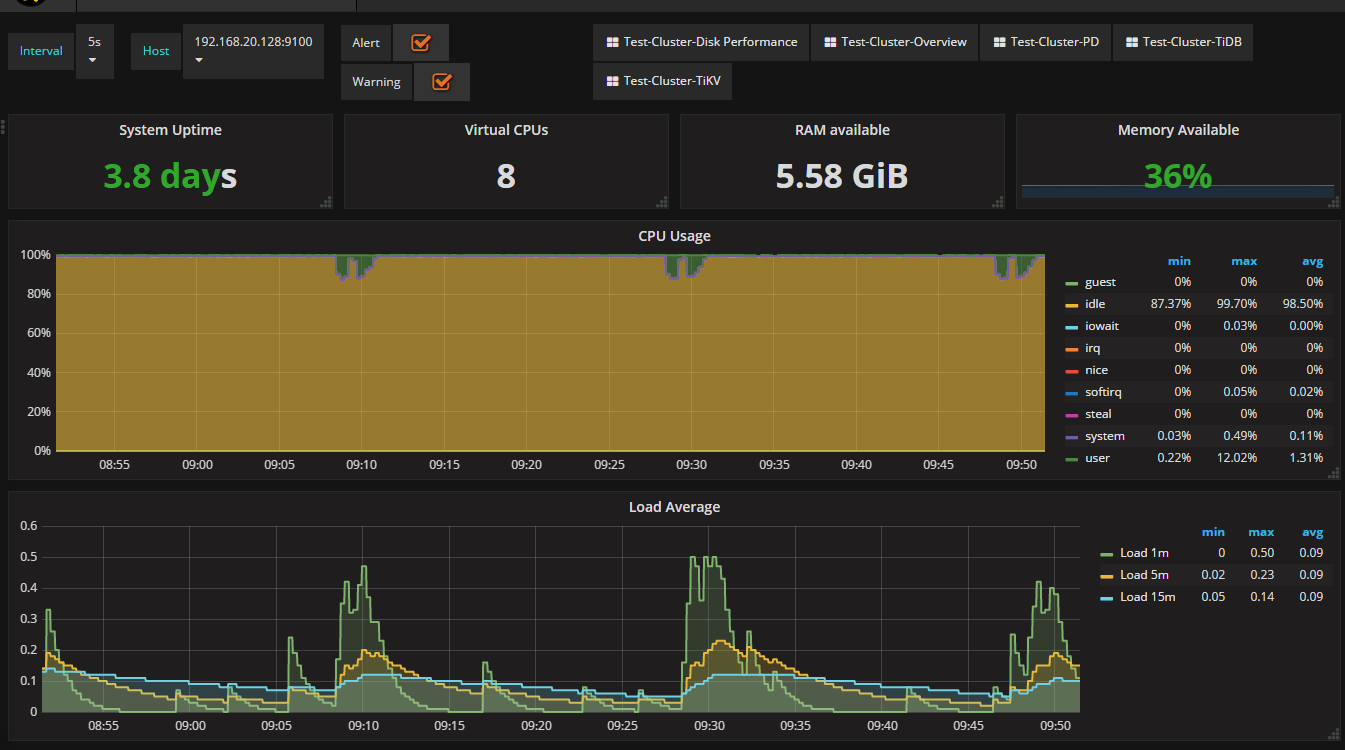 Interval 5s Host 192.168.20.128:9100 Alert Test-Cluster-Disk Performance Test-Cluster-Overview Test-Cluster-PD Test-Cluster-TiDB
Warning Test-Cluster-TiKV
System Uptime Virtual CPUs RAM available Memory Available
3.8 days 8 5.58 GiB 36%
CPU Usage
100%
80%
60%
40%
20%
0%
08:55 09:00 09:05 09:10 09:15 09:20 09:25 09:30 09:35 09:40 09:45 09:50
min max avg
guest 0% 0% 0%
idle 87.37% 99.70% 98.50%
iowait 0% 0.03% 0.00%
irq 0% 0% 0%
nice 0% 0% 0%
softirq 0% 0.05% 0.02%
steal 0% 0% 0%
system 0.03% 0.49% 0.11%
user 0.22% 12.02% 1.31%
Load Average
0.6
0.5
0.4
0.3
0.2
0.1
0
08:55 09:00 09:05 09:10 09:15 09:20 09:25 09:30 09:35 09:40 09:45 09:50
min max avg
Load 1m 0 0.50 0.09
Load 5m 0.02 0.23 0.09
Load 15m 0.05 0.14 0.09